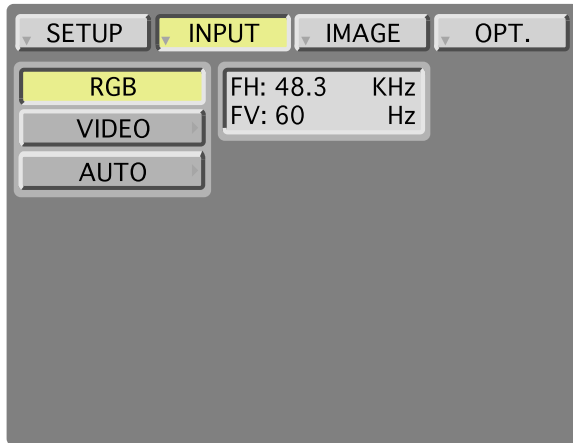 SETUP INPUT IMAGE OPT.
RGB
VIDEO
AUTO
FH: 48.3 KHz
FV: 60 Hz